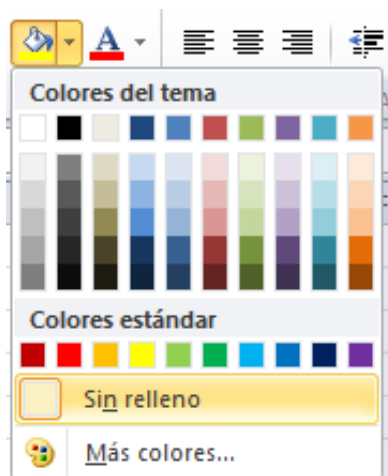 A
Colores del tema
Colores estándar
Sin relleno
Más colores...